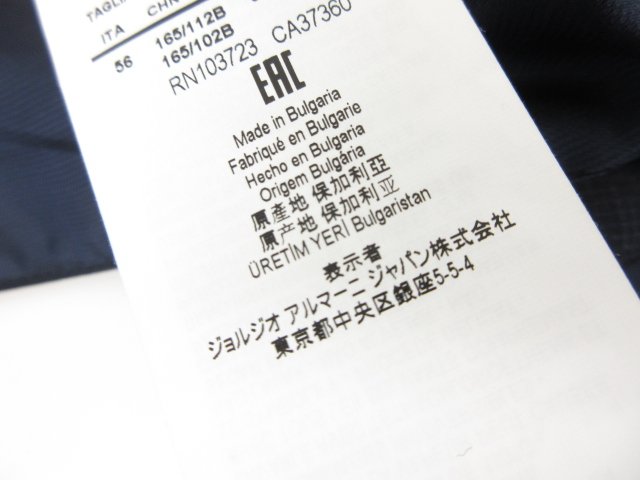 TAGLI
ITA CHN
56 165/112B
165/102B
RN103723 CA37360
EAC
Made in Bulgaria
Fabriqué en Bulgarie
Hecho en Bulgaria
Origem Bulgária
原產地 保加利亞
原产地 保加利亚
ÜRETİM YERİ Bulgaristan
表示者
ジョルジオ アルマーニ ジャパン株式会社
東京都中央区銀座5-5-4